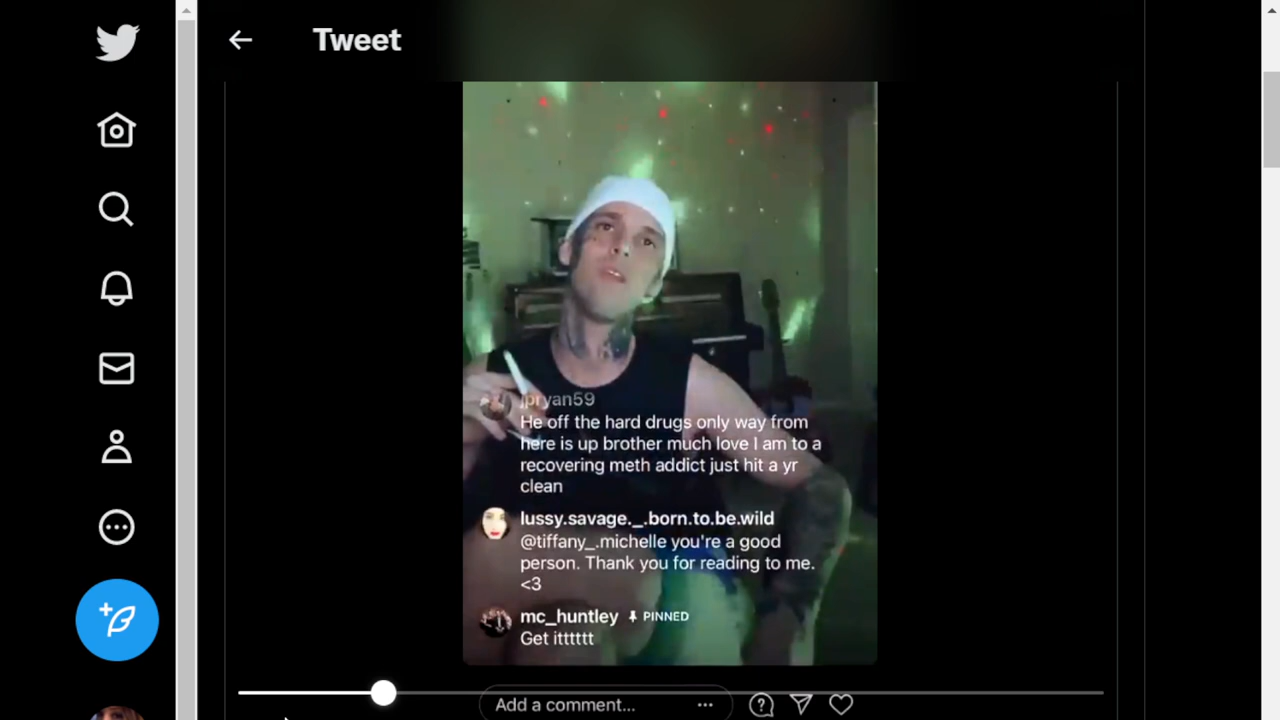 Tweet
jpryan59
He off the hard drugs only way from
here is up brother much love I am to a
recovering meth addict just hit a yr
clean
lussy.savage._.born.to.be.wild
@tiffany_.michelle you're a good
person. Thank you for reading to me.
<3
mc_huntley PINNED
Get itttttt
Add a comment...